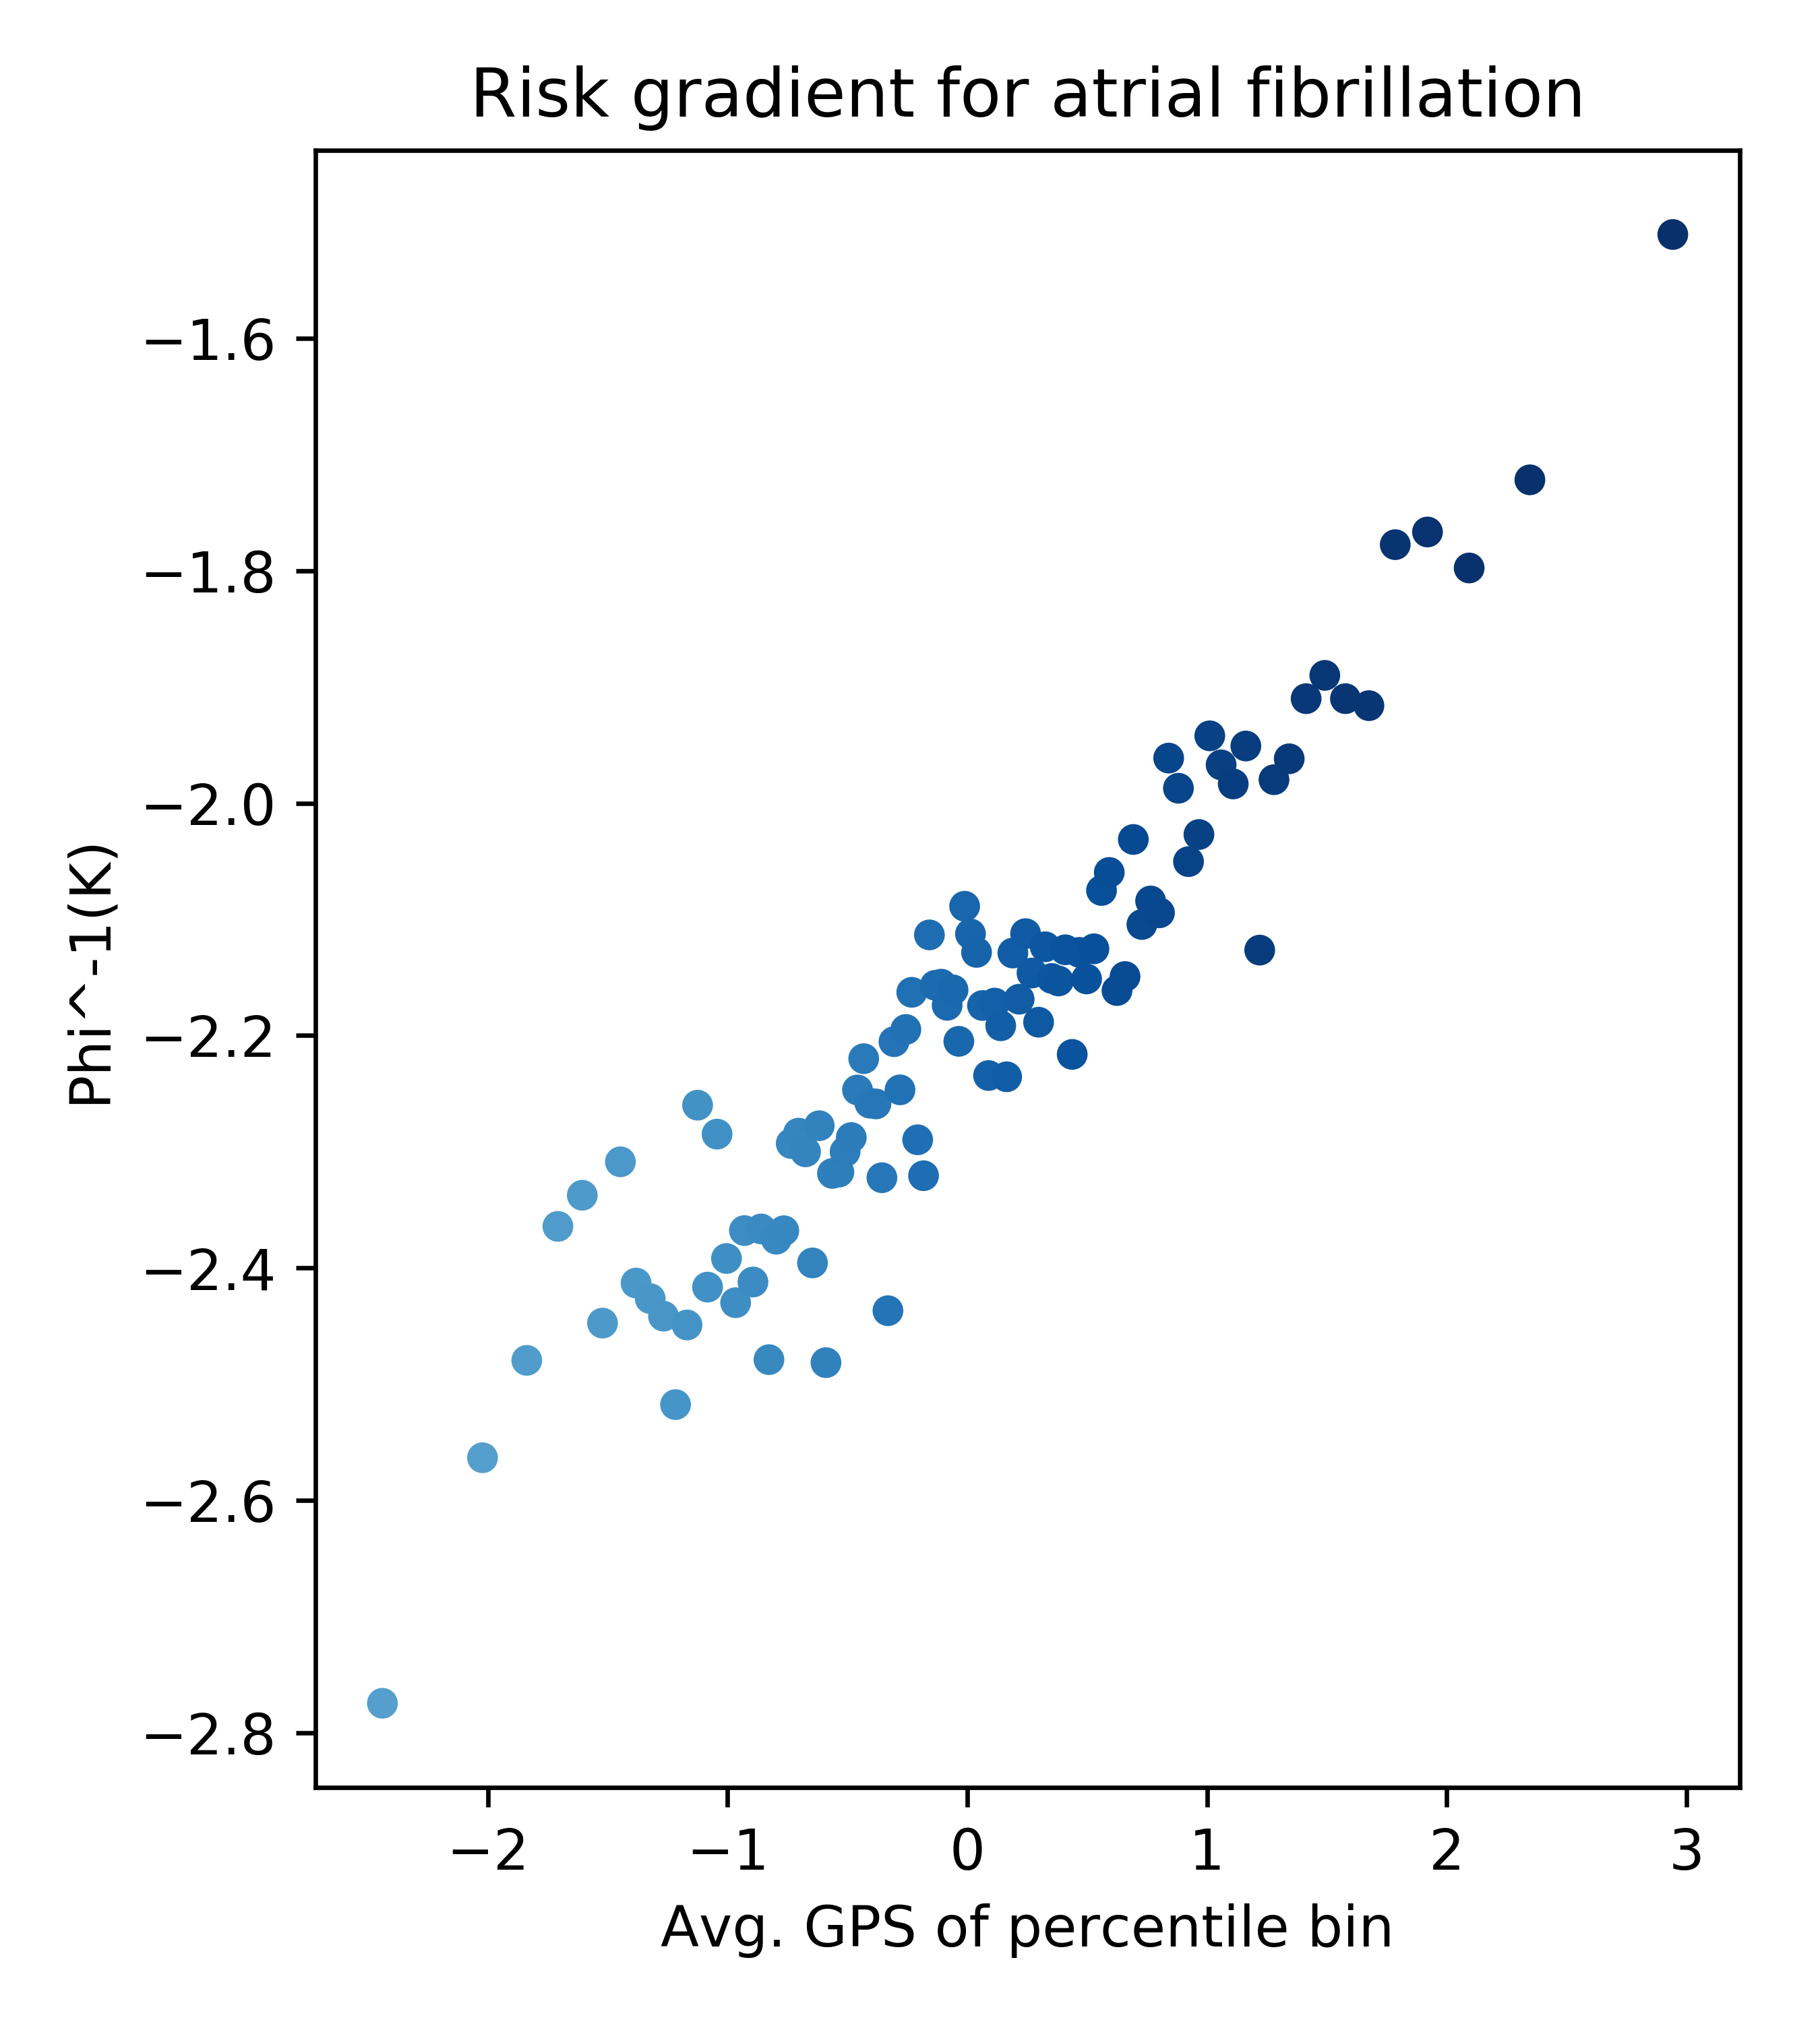 Risk gradient for atrial fibrillation
Phi^-1(K)
−1.6
−1.8
−2.0
−2.2
−2.4
−2.6
−2.8
−2 −1 0 1 2 3
Avg. GPS of percentile bin